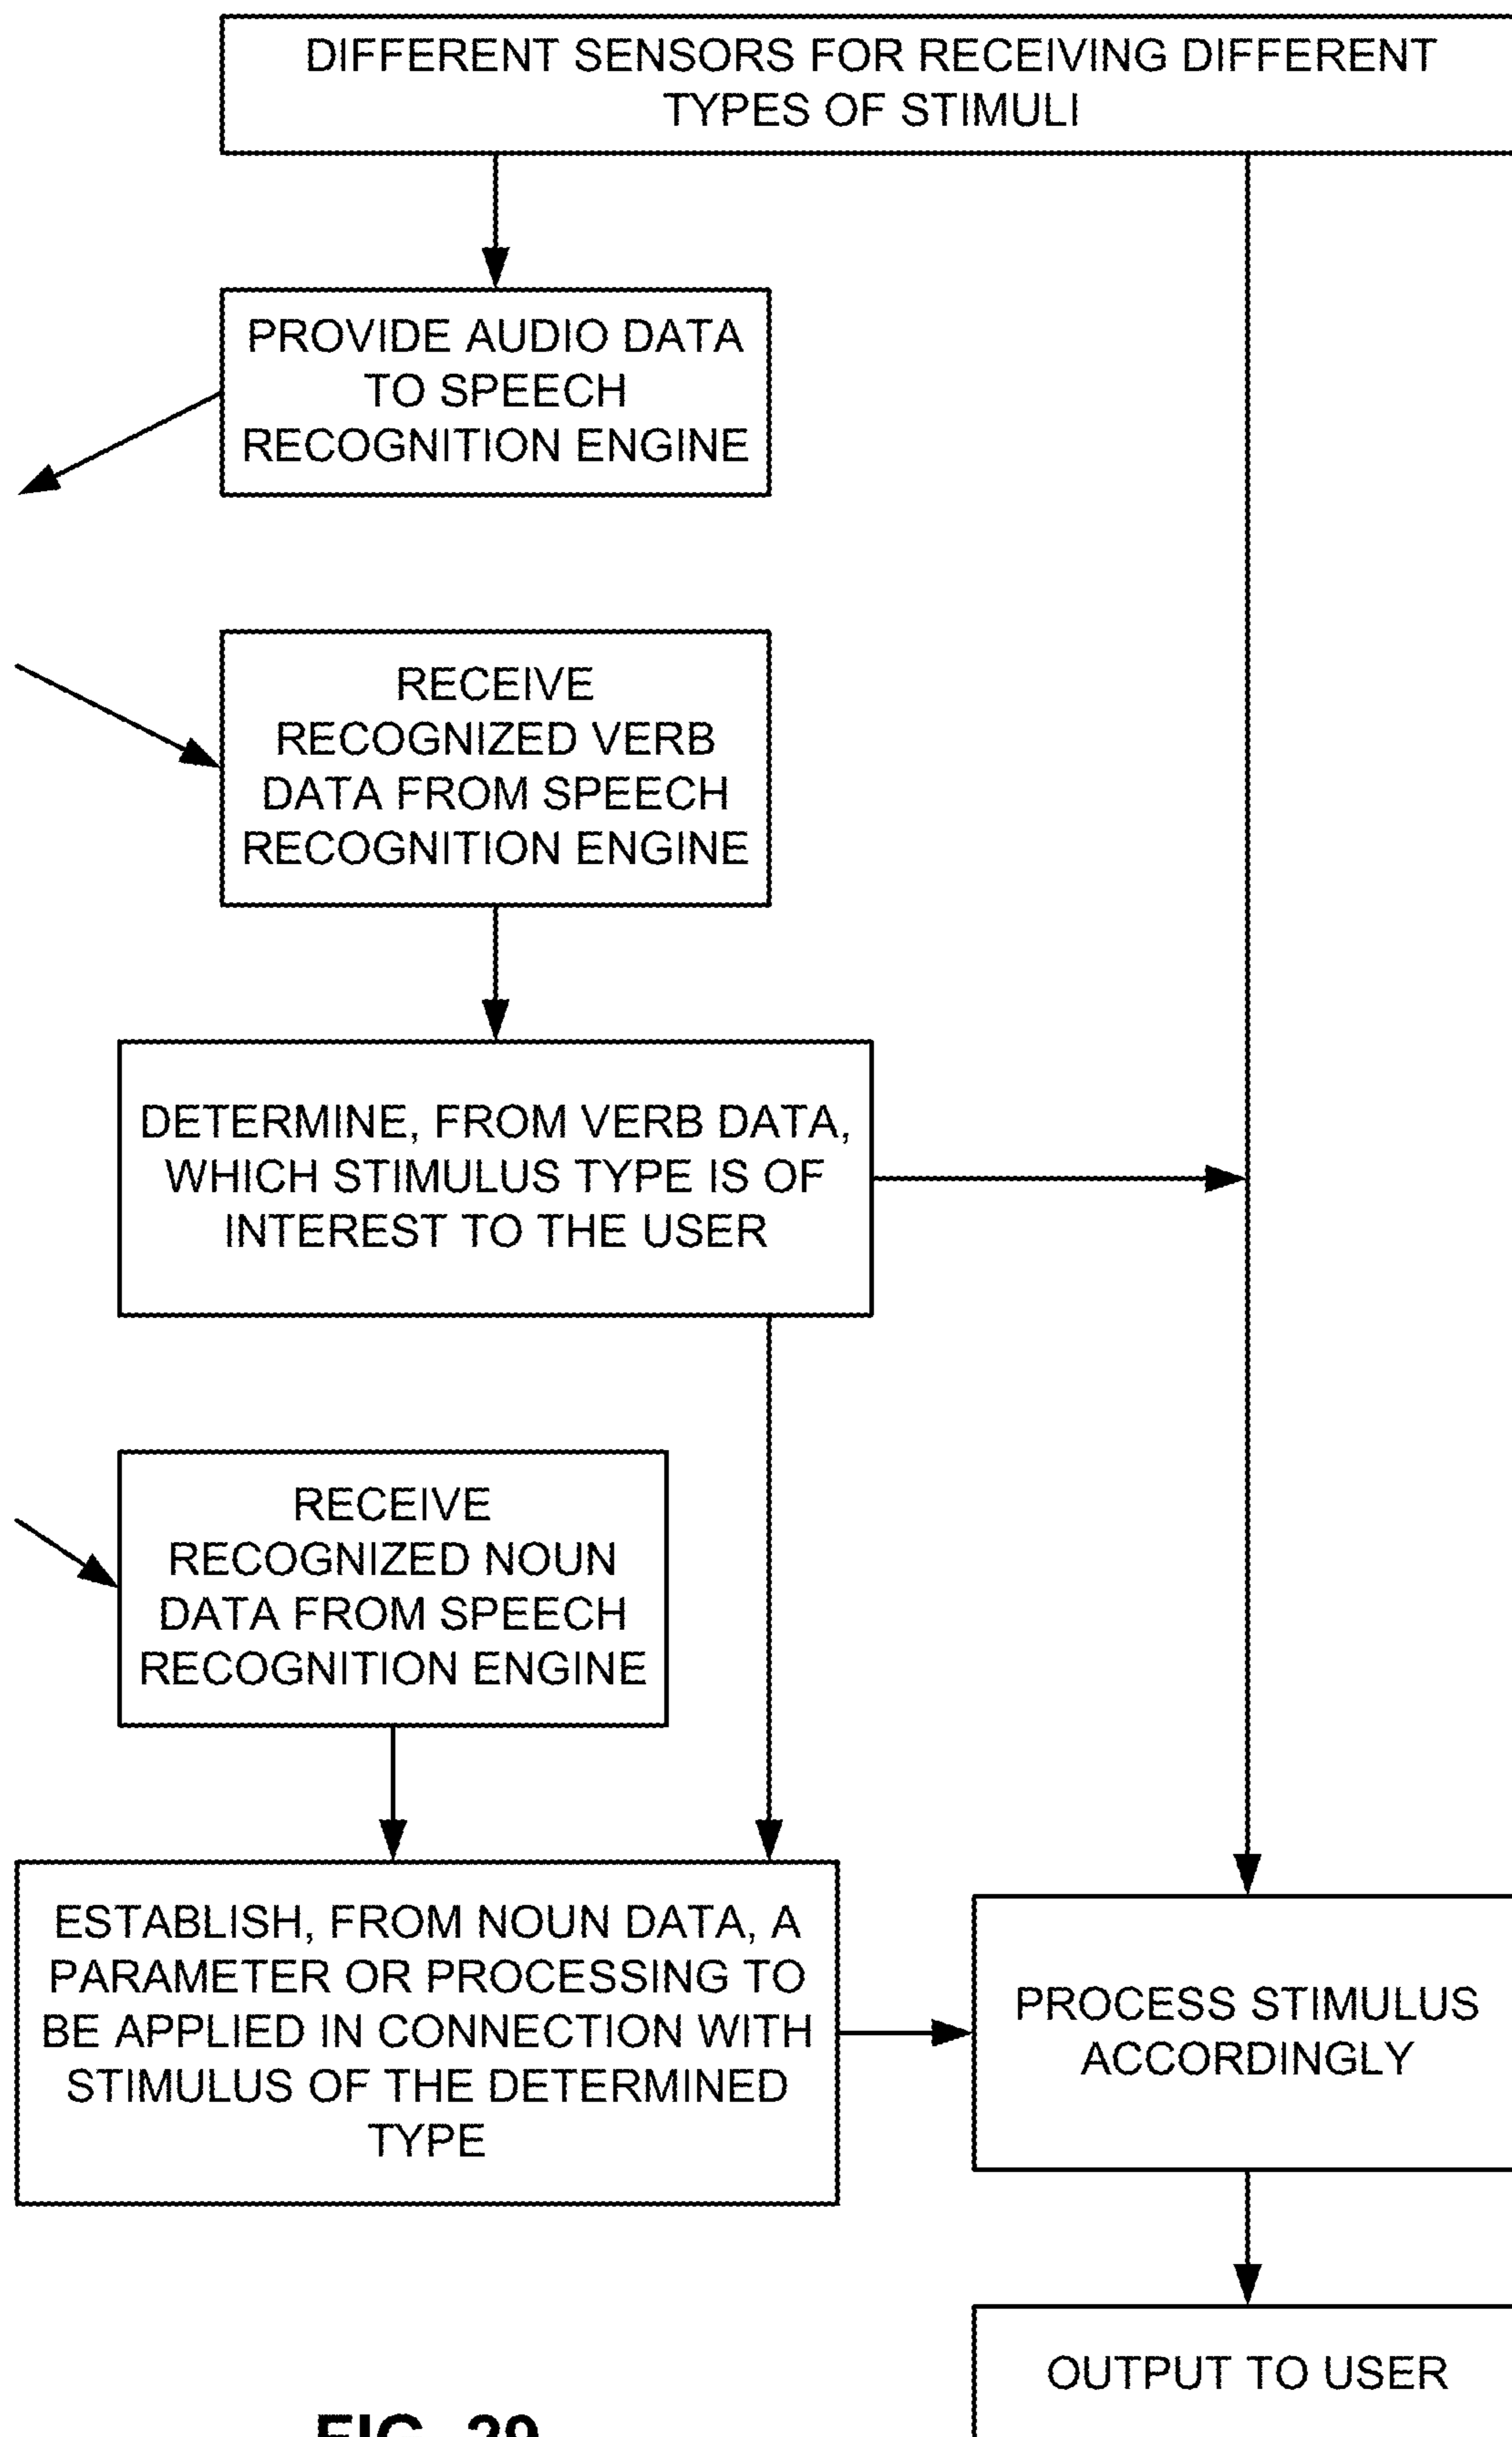 DIFFERENT SENSORS FOR RECEIVING DIFFERENT
TYPES OF STIMULI
PROVIDE AUDIO DATA
TO SPEECH
RECOGNITION ENGINE
RECEIVE
RECOGNIZED VERB
DATA FROM SPEECH
RECOGNITION ENGINE
DETERMINE, FROM VERB DATA,
WHICH STIMULUS TYPE IS OF
INTEREST TO THE USER
RECEIVE
RECOGNIZED NOUN
DATA FROM SPEECH
RECOGNITION ENGINE
ESTABLISH, FROM NOUN DATA, A
PARAMETER OR PROCESSING TO
BE APPLIED IN CONNECTION WITH
STIMULUS OF THE DETERMINED
TYPE
PROCESS STIMULUS
ACCORDINGLY
OUTPUT TO USER
FIG. 29